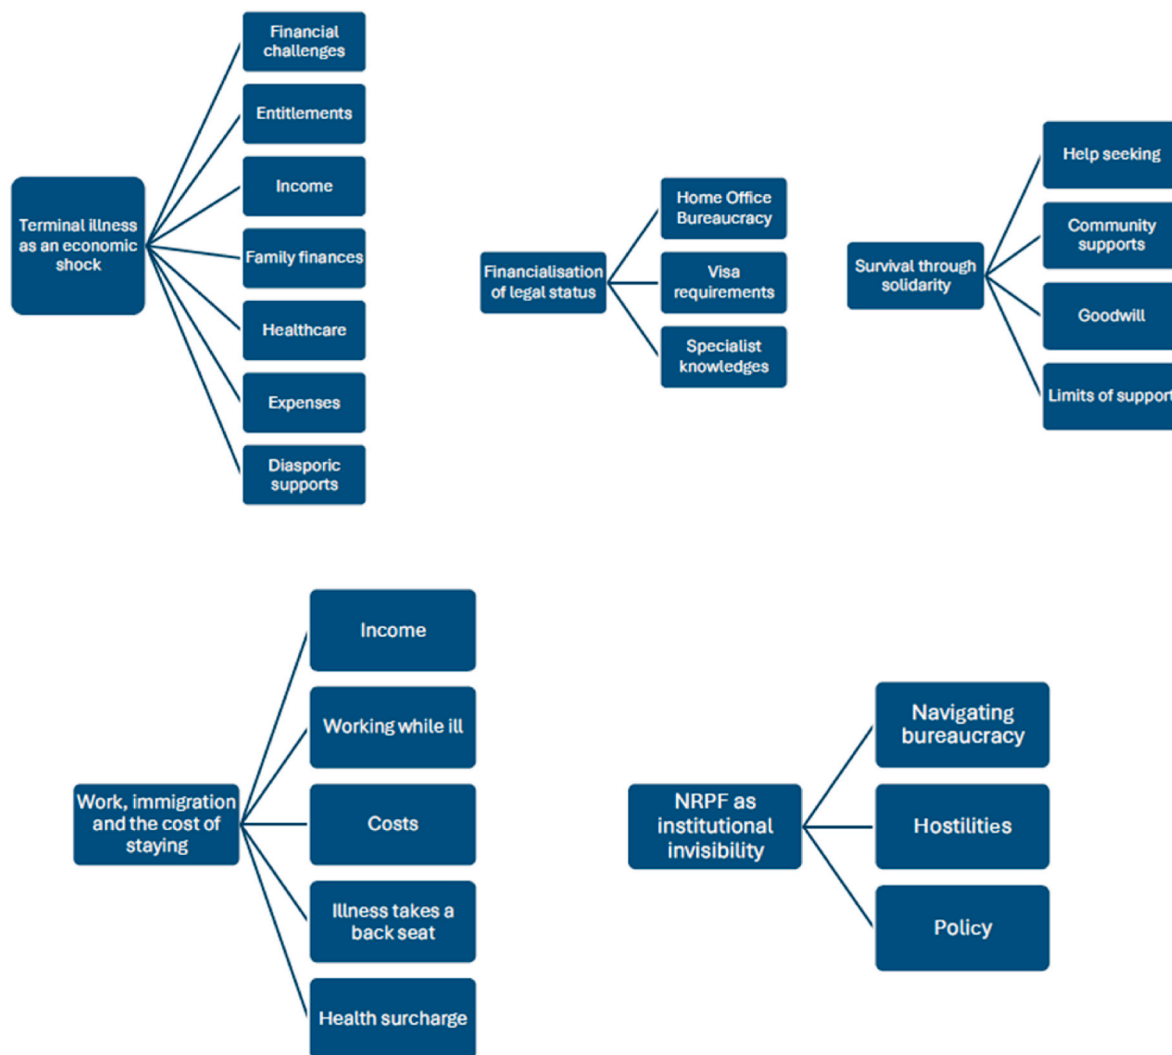 Terminal illness
as an economic
shock
Financial
challenges
Entitlements
Income
Family finances
Healthcare
Expenses
Diasporic
supports
Financialisation
of legal status
Home Office
Bureaucracy
Visa
requirements
Specialist
knowledges
Survival through
solidarity
Help seeking
Community
supports
Goodwill
Limits of support
Work, immigration
and the cost of
staying
Income
Working while ill
Costs
Illness takes a
back seat
Health surcharge
NRPF as
institutional
invisibility
Navigating
bureaucracy
Hostilities
Policy